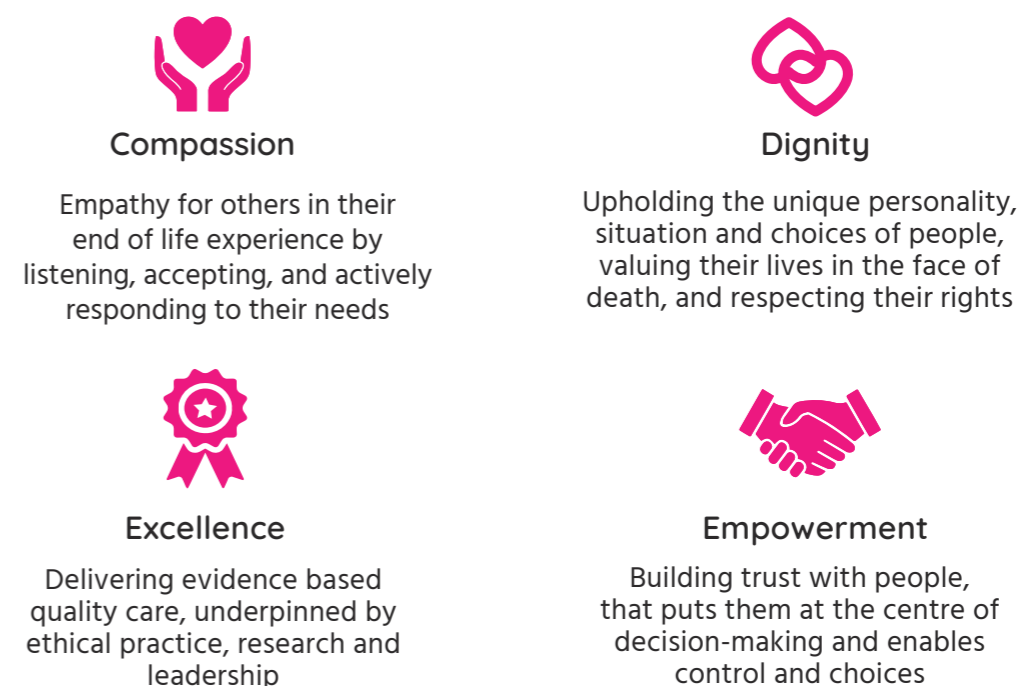 Compassion
Empathy for others in their
end of life experience by
listening, accepting, and actively
responding to their needs
Dignity
Upholding the unique personality,
situation and choices of people,
valuing their lives in the face of
death, and respecting their rights
Excellence
Delivering evidence based
quality care, underpinned by
ethical practice, research and
leadership
Empowerment
Building trust with people,
that puts them at the centre of
decision-making and enables
control and choices